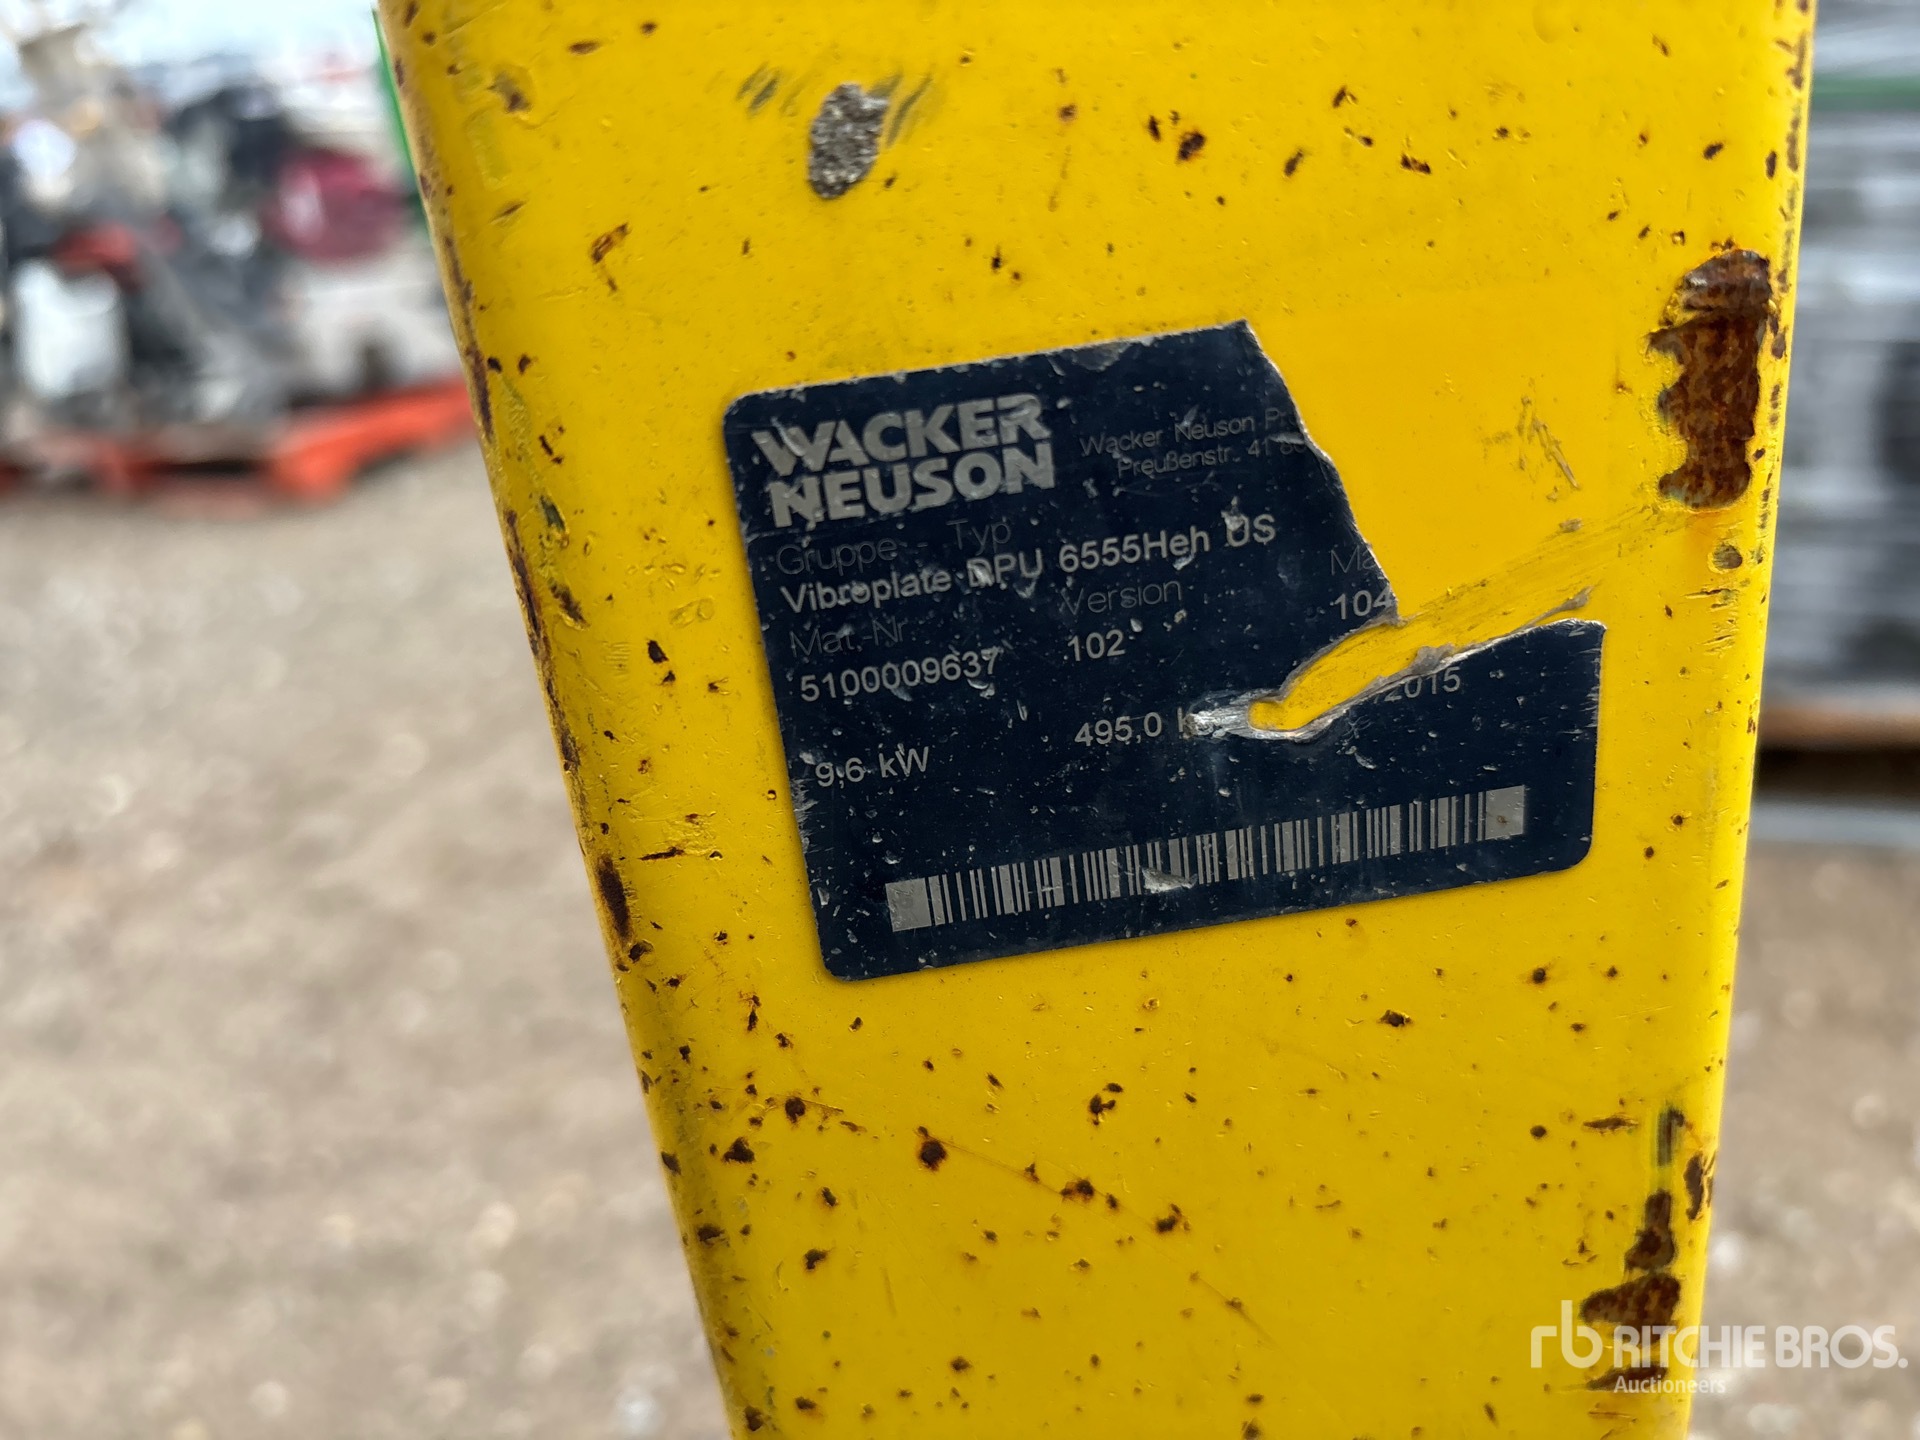 WACKER
NEUSON
Wacker Neuson
Preußenstr. 41
Gruppe - Typ
Vibroplate DPU 6555Heh US
Mat.-Nr. Version
5100009637 102 104
9,6 kW 495,0 2015
rb RITCHIE BROS.
Auctioneers